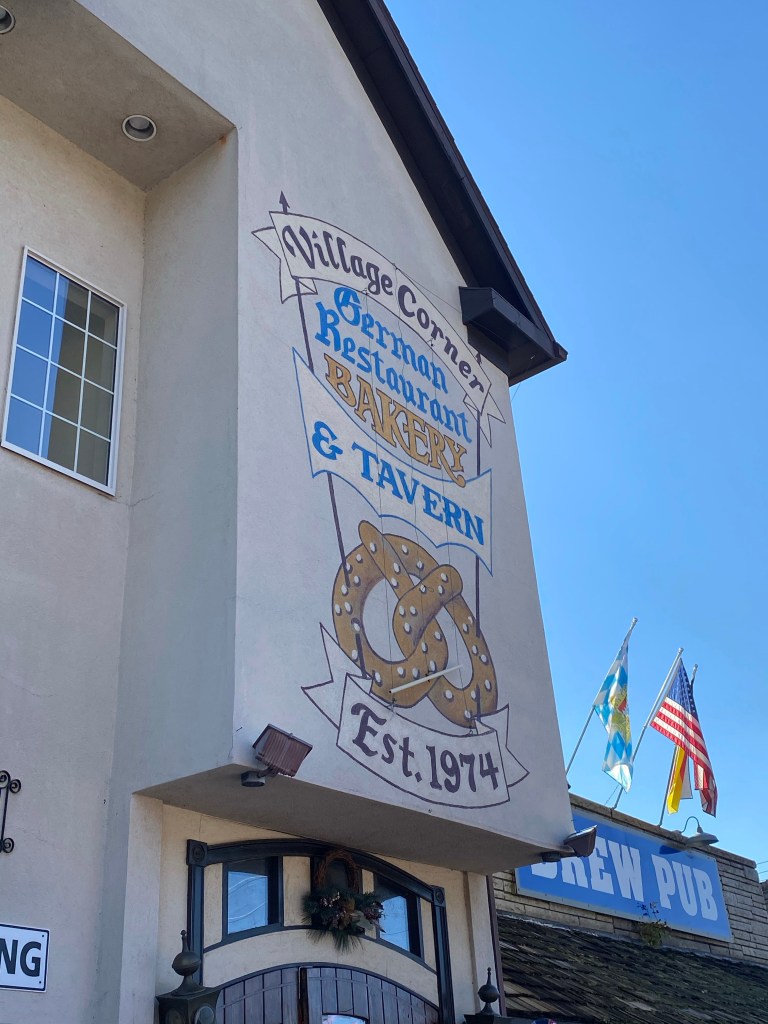 Village Corner
German
Restaurant
BAKERY
& TAVERN
Est. 1974
BREW PUB
NG